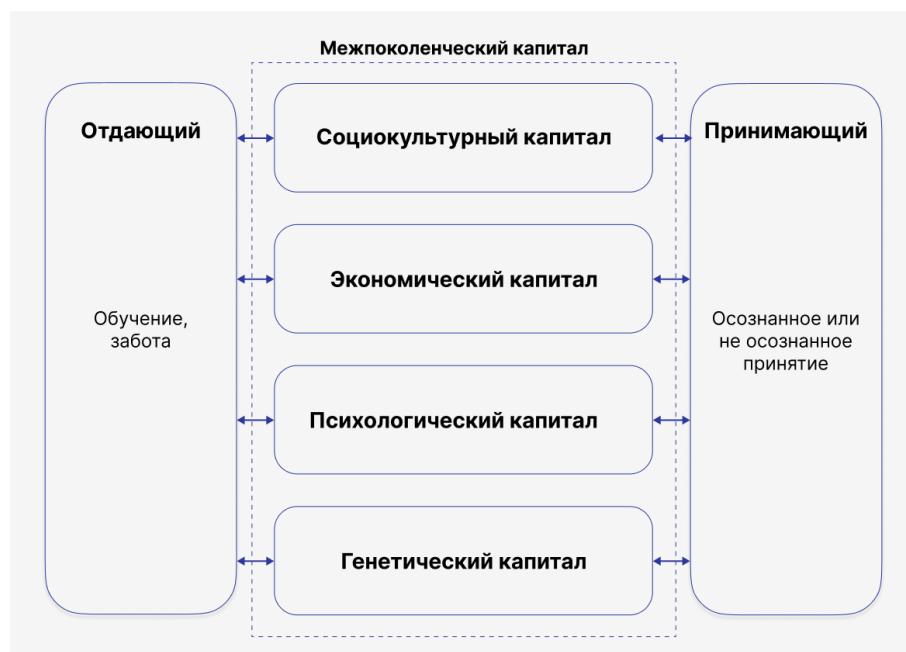 Межпоколенческий капитал
Отдающий
Обучение,
забота
Социокультурный капитал
Экономический капитал
Психологический капитал
Генетический капитал
Принимающий
Осознанное или
не осознанное
принятие